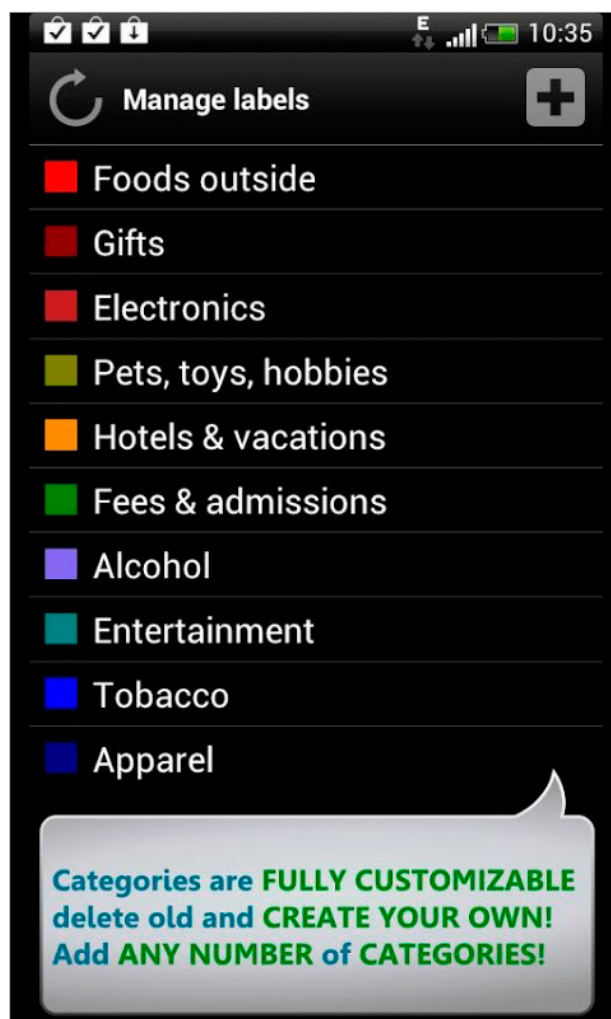 E 10:35
Manage labels
Foods outside
Gifts
Electronics
Pets, toys, hobbies
Hotels & vacations
Fees & admissions
Alcohol
Entertainment
Tobacco
Apparel
Categories are FULLY CUSTOMIZABLE
delete old and CREATE YOUR OWN!
Add ANY NUMBER of CATEGORIES!